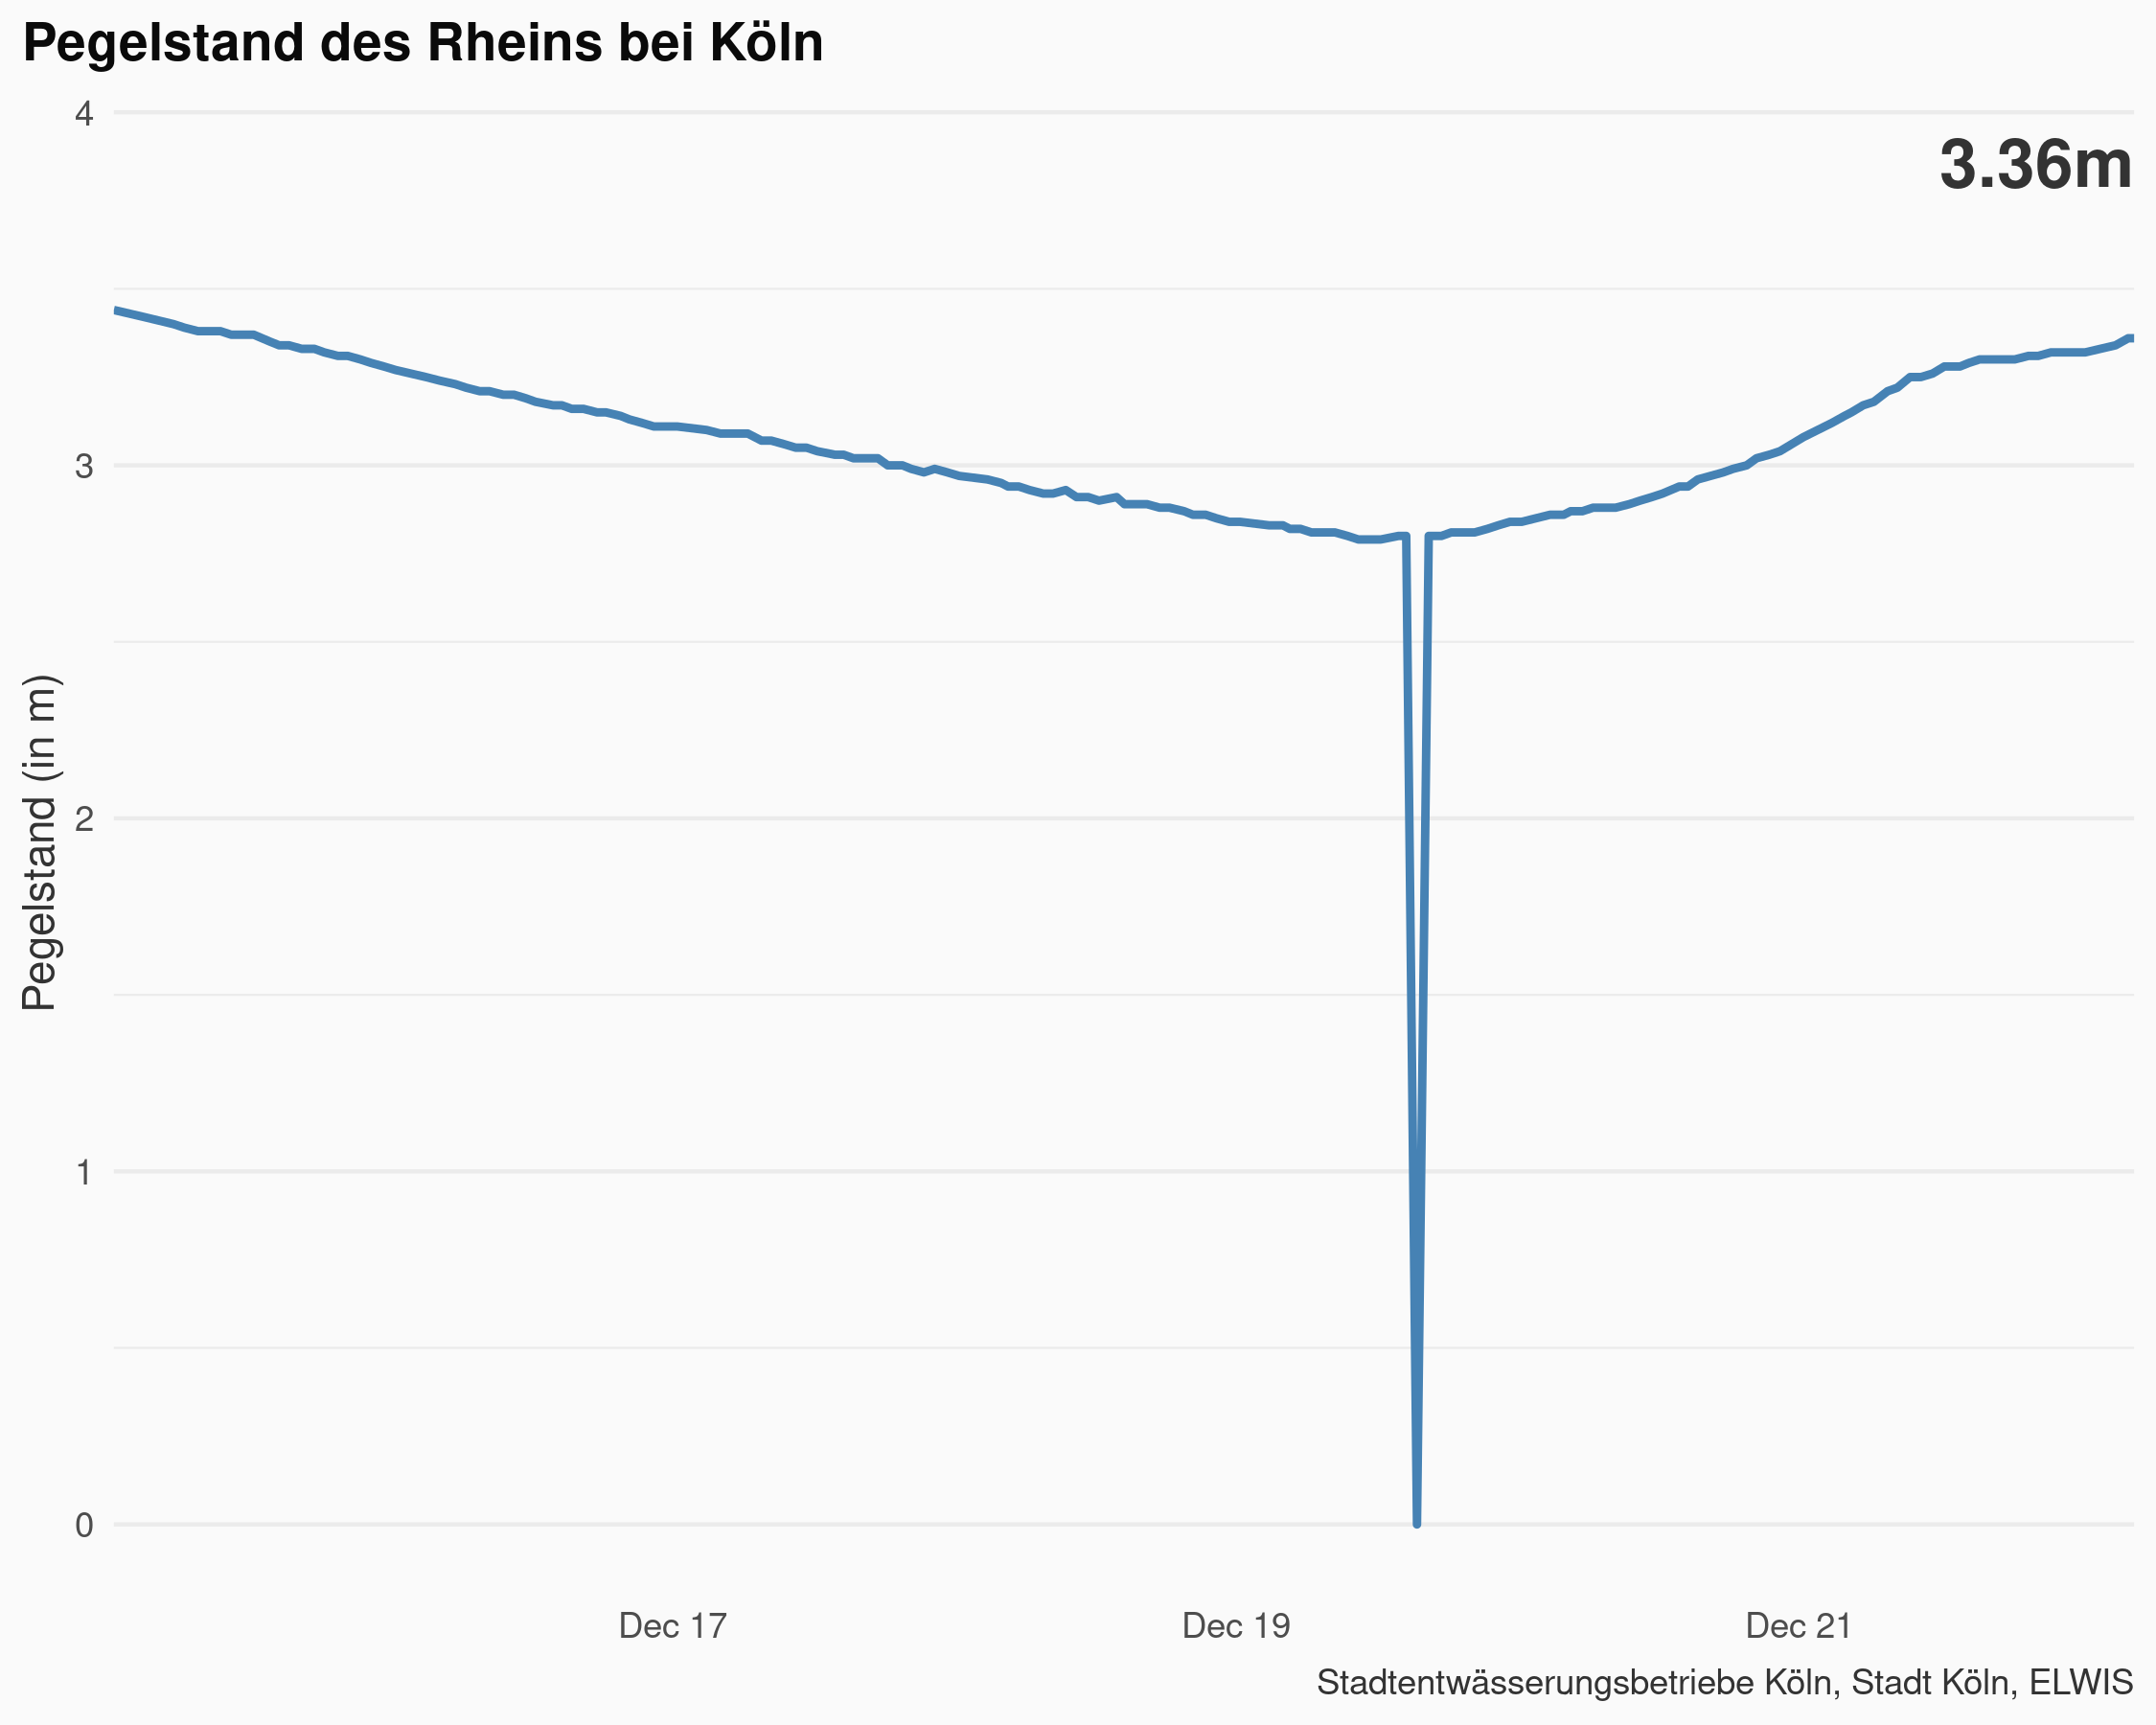 Pegelstand des Rheins bei Köln
4
3.36m
3
2
1
0
Pegelstand (in m)
Dec 17
Dec 19
Dec 21
Stadtentwässerungsbetriebe Köln, Stadt Köln, ELWIS